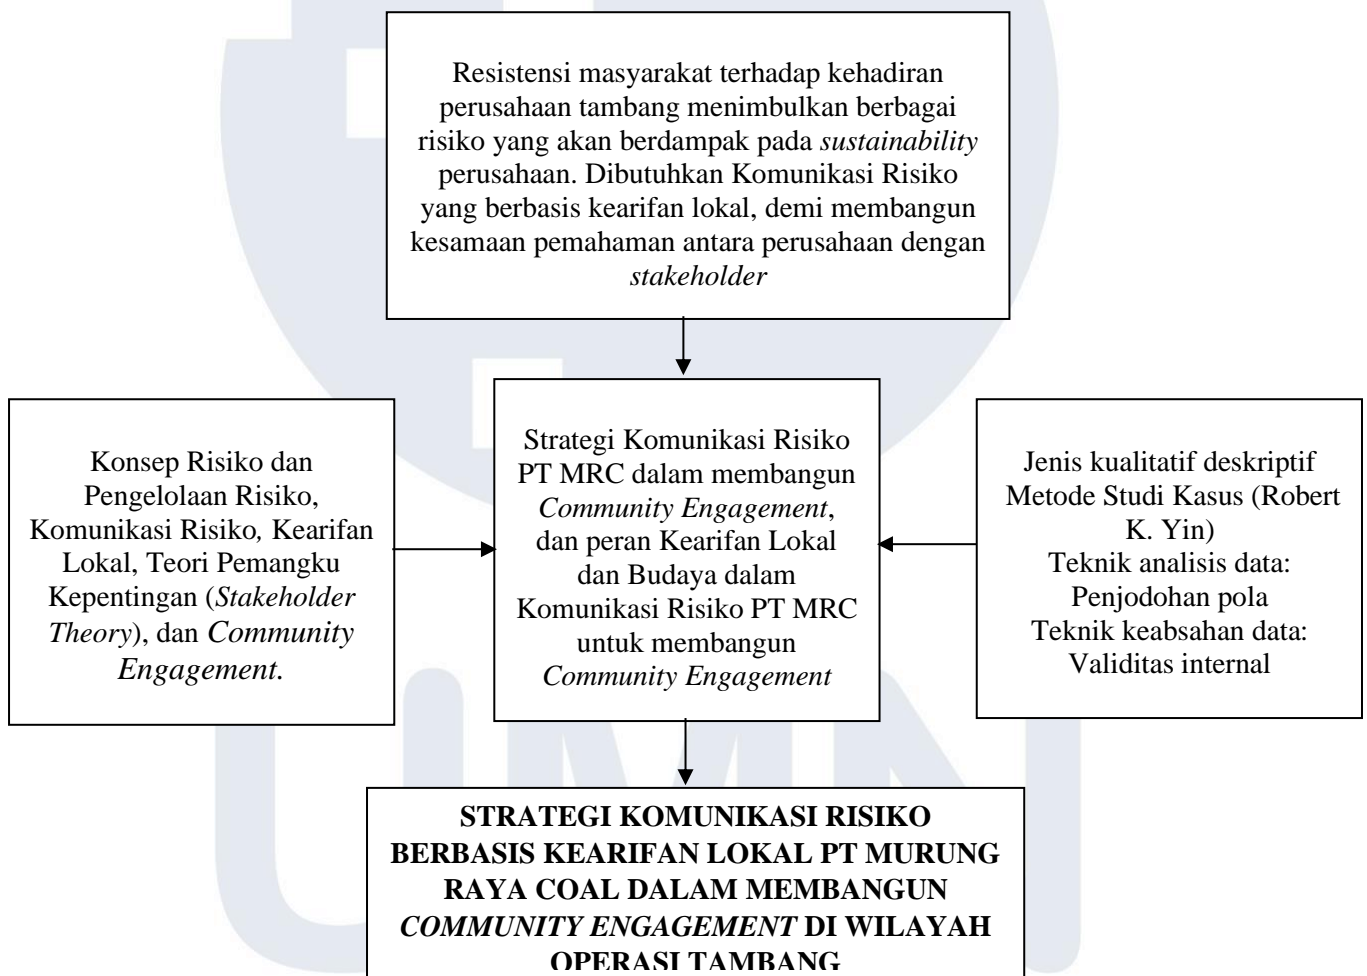 Resistensi masyarakat terhadap kehadiran
perusahaan tambang menimbulkan berbagai
risiko yang akan berdampak pada sustainability
perusahaan. Dibutuhkan Komunikasi Risiko
yang berbasis kearifan lokal, demi membangun
kesamaan pemahaman antara perusahaan dengan
stakeholder
Konsep Risiko dan
Pengelolaan Risiko,
Komunikasi Risiko, Kearifan
Lokal, Teori Pemangku
Kepentingan (Stakeholder
Theory), dan Community
Engagement.
Strategi Komunikasi Risiko
PT MRC dalam membangun
Community Engagement,
dan peran Kearifan Lokal
dan Budaya dalam
Komunikasi Risiko PT MRC
untuk membangun
Community Engagement
Jenis kualitatif deskriptif
Metode Studi Kasus (Robert
K. Yin)
Teknik analisis data:
Penjodohan pola
Teknik keabsahan data:
Validitas internal
STRATEGI KOMUNIKASI RISIKO
BERBASIS KEARIFAN LOKAL PT MURUNG
RAYA COAL DALAM MEMBANGUN
COMMUNITY ENGAGEMENT DI WILAYAH
OPERASI TAMBANG
UMN